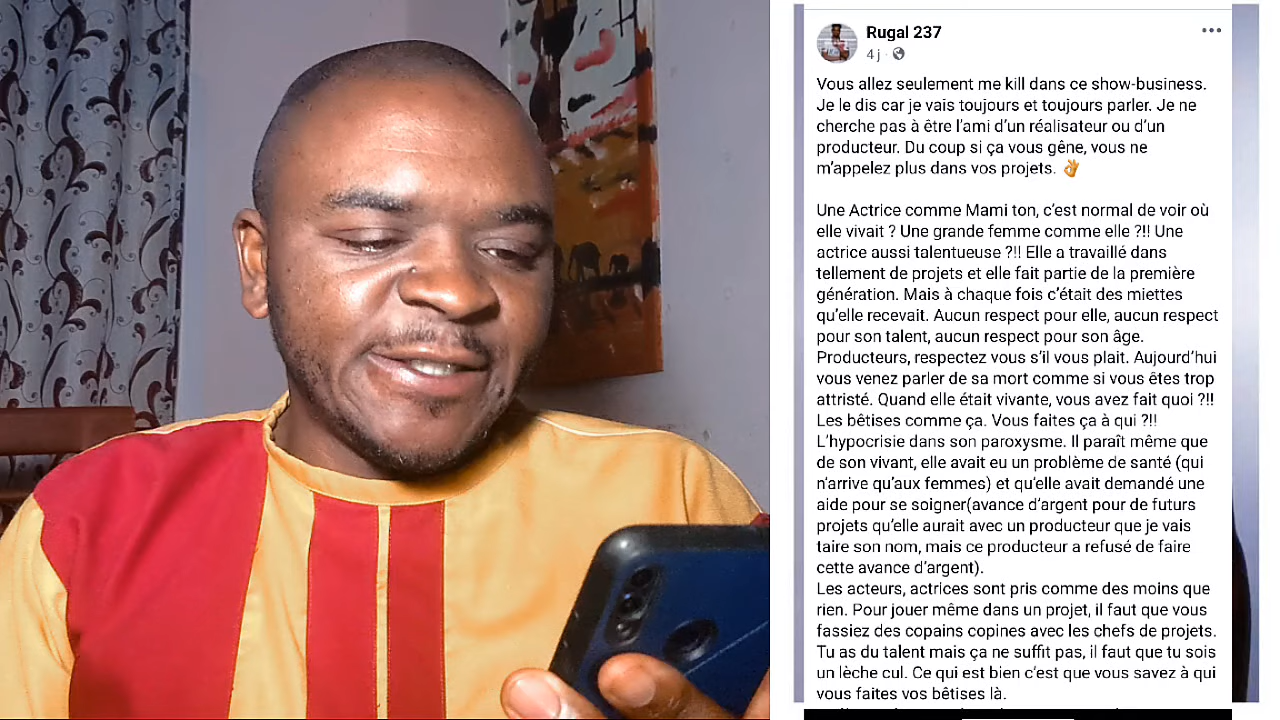 Rugal 237
4 j
Vous allez seulement me kill dans ce show-business.
Je le dis car je vais toujours et toujours parler. Je ne
cherche pas à être l'ami d'un réalisateur ou d'un
producteur. Du coup si ça vous gêne, vous ne
m'appelez plus dans vos projets. 👌
Une Actrice comme Mami ton, c'est normal de voir où
elle vivait ? Une grande femme comme elle ?!! Une
actrice aussi talentueuse ?!! Elle a travaillé dans
tellement de projets et elle fait partie de la première
génération. Mais à chaque fois c'était des miettes
qu'elle recevait. Aucun respect pour elle, aucun respect
pour son talent, aucun respect pour son âge.
Producteurs, respectez vous s'il vous plait. Aujourd'hui
vous venez parler de sa mort comme si vous êtes trop
attristé. Quand elle était vivante, vous avez fait quoi ?!!
Les bêtises comme ça. Vous faites ça à qui ?!!
L'hypocrisie dans son paroxysme. Il paraît même que
de son vivant, elle avait eu un problème de santé (qui
n'arrive qu'aux femmes) et qu'elle avait demandé une
aide pour se soigner(avance d'argent pour de futurs
projets qu'elle aurait avec un producteur que je vais
taire son nom, mais ce producteur a refusé de faire
cette avance d'argent).
Les acteurs, actrices sont pris comme des moins que
rien. Pour jouer même dans un projet, il faut que vous
fassiez des copains copines avec les chefs de projets.
Tu as du talent mais ça ne suffit pas, il faut que tu sois
un lèche cul. Ce qui est bien c'est que vous savez à qui
vous faites vos bêtises là.